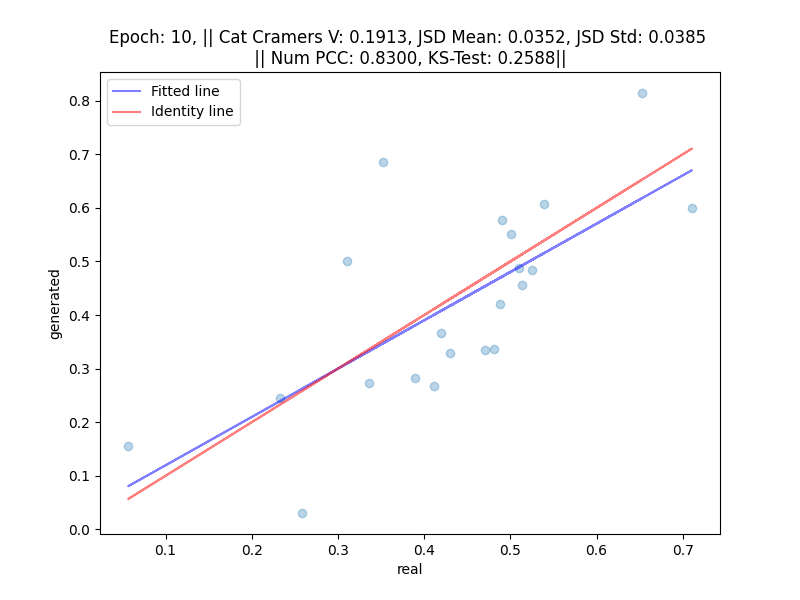 Epoch: 10, || Cat Cramers V: 0.1913, JSD Mean: 0.0352, JSD Std: 0.0385
|| Num PCC: 0.8300, KS-Test: 0.2588||
Fitted line
Identity line
0.8
0.7
0.6
0.5
0.4
0.3
0.2
0.1
0.0
generated
0.1 0.2 0.3 0.4 0.5 0.6 0.7
real